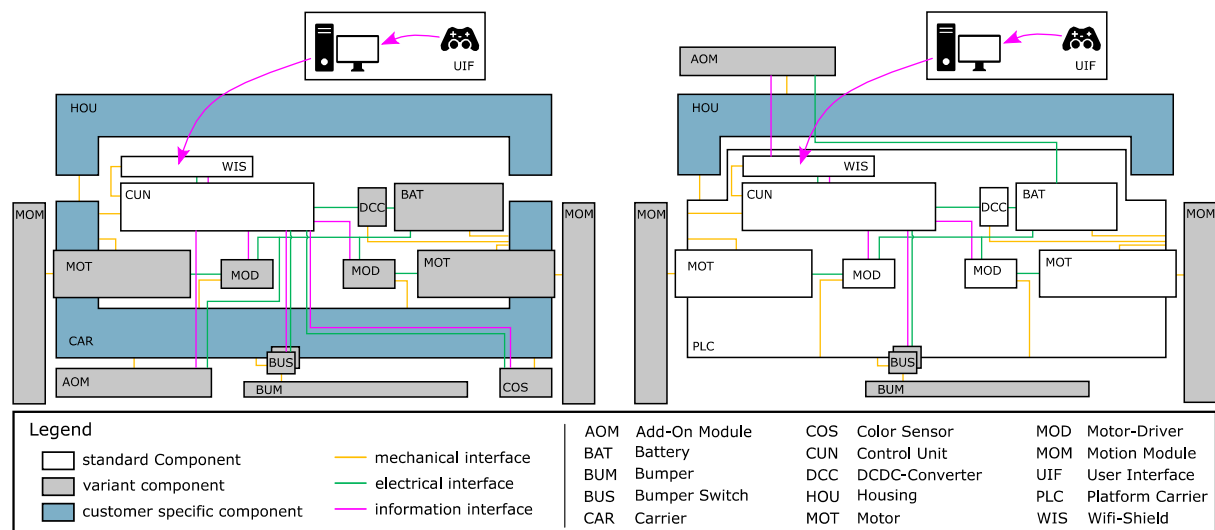 UIF
HOU
WIS
CUN
BAT
DCC
MOM
MOM
MOT
MOD
MOD
MOT
CAR
BUS
AOM
BUM
COS
AOM
UIF
HOU
WIS
CUN
BAT
DCC
MOM
MOM
MOT
MOD
MOD
MOT
PLC
BUS
BUM
Legend
standard Component
variant component
customer specific component
mechanical interface
electrical interface
information interface
AOM Add-On Module
BAT Battery
BUM Bumper
BUS Bumper Switch
CAR Carrier
COS Color Sensor
CUN Control Unit
DCC DCDC-Converter
HOU Housing
MOT Motor
MOD Motor-Driver
MOM Motion Module
UIF User Interface
PLC Platform Carrier
WIS Wifi-Shield